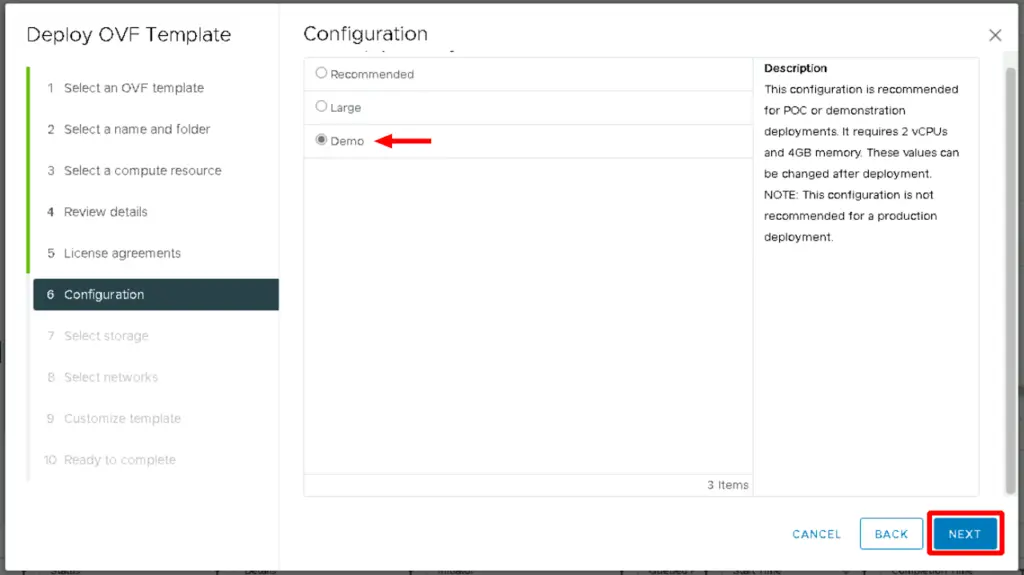 Deploy OVF Template
1 Select an OVF template
2 Select a name and folder
3 Select a compute resource
4 Review details
5 License agreements
6 Configuration
7 Select storage
8 Select networks
9 Customize template
10 Ready to complete
Configuration
Recommended
Large
Demo
3 Items
Description
This configuration is recommended
for POC or demonstration
deployments. It requires 2 vCPUs
and 4GB memory. These values can
be changed after deployment.
NOTE: This configuration is not
recommended for a production
deployment.
CANCEL
BACK
NEXT